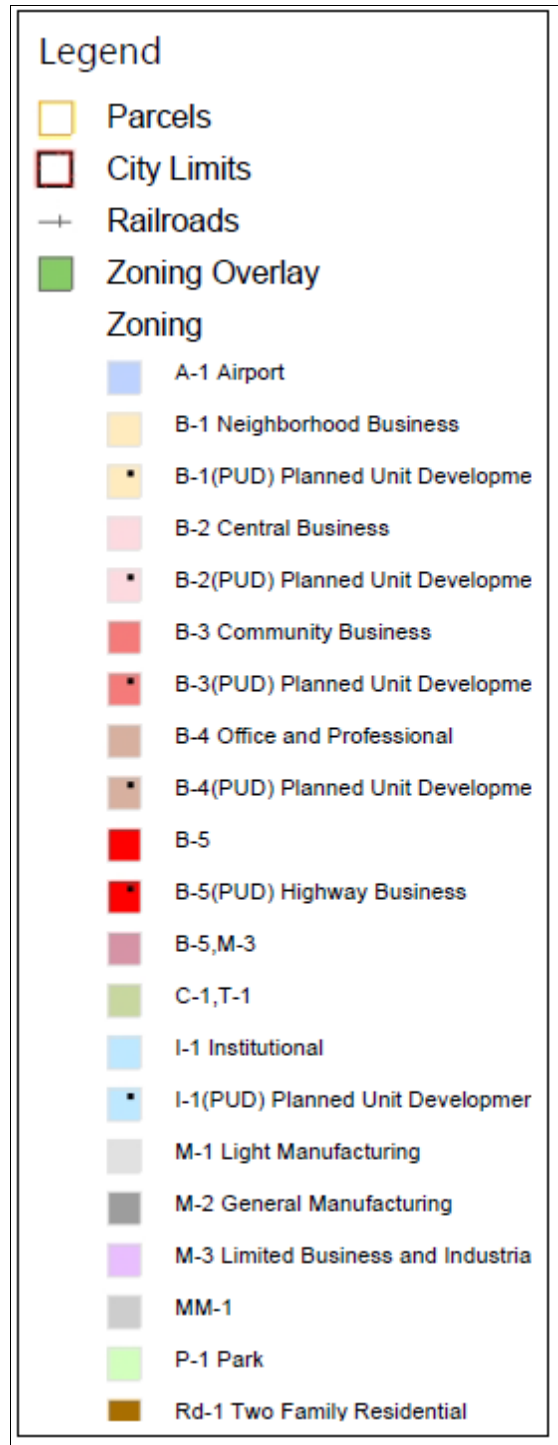 Legend
Parcels
City Limits
Railroads
Zoning Overlay
Zoning
A-1 Airport
B-1 Neighborhood Business
B-1(PUD) Planned Unit Developme
B-2 Central Business
B-2(PUD) Planned Unit Developme
B-3 Community Business
B-3(PUD) Planned Unit Developme
B-4 Office and Professional
B-4(PUD) Planned Unit Developme
B-5
B-5(PUD) Highway Business
B-5,M-3
C-1,T-1
I-1 Institutional
I-1(PUD) Planned Unit Developmer
M-1 Light Manufacturing
M-2 General Manufacturing
M-3 Limited Business and Industria
MM-1
P-1 Park
Rd-1 Two Family Residential